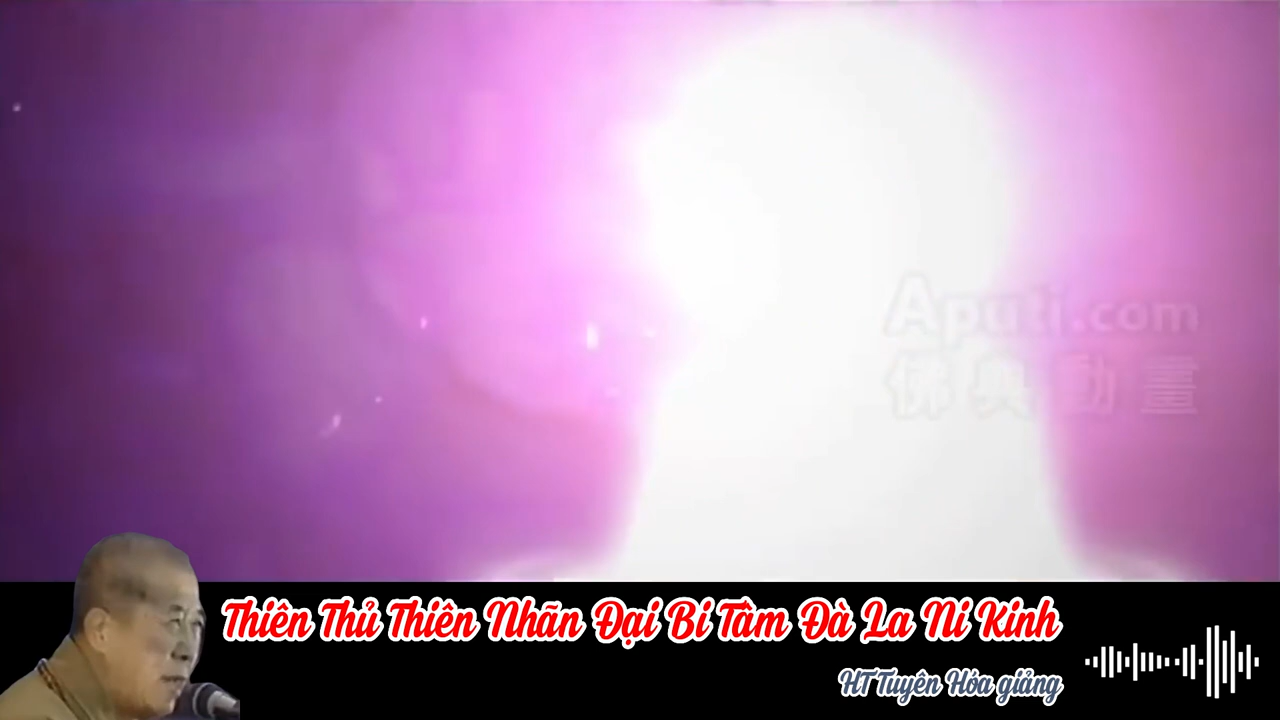 Aputi.com
佛典動畫
Thiên Thủ Thiên Nhãn Đại Bi Tâm Đà La Ni Kinh
HT Tuyên Hóa giảng